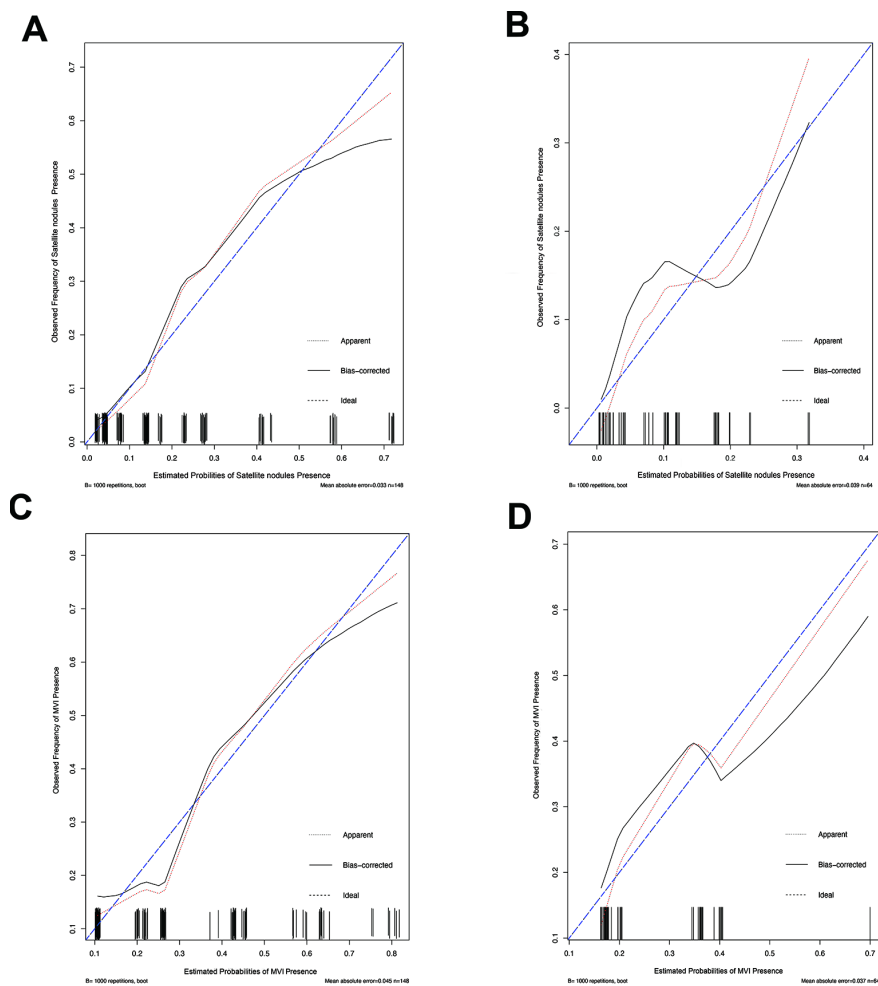 A
B
0.7
0.6
0.5
0.4
0.3
0.2
0.1
0.0
Observed Frequency of Satellite nodules Presence
Apparent
Bias-corrected
Ideal
0.0 0.1 0.2 0.3 0.4 0.5 0.6 0.7
Estimated Probilities of Satellite nodules Presence
B= 1000 repetitions, boot
Mean absolute error=0.033 n=148
0.4
0.3
0.2
0.1
0.0
Observed Frequency of Satellite nodules Presence
Apparent
Bias-corrected
Ideal
0.0 0.1 0.2 0.3 0.4
Estimated Probabilities of Satellite nodules Presence
B= 1000 repetitions, boot
Mean absolute error=0.039 n=64
C
D
0.8
0.7
0.6
0.5
0.4
0.3
0.2
0.1
Observed Frequency of MVI Presence
Apparent
Bias-corrected
Ideal
0.1 0.2 0.3 0.4 0.5 0.6 0.7 0.8
Estimated Probabilities of MVI Presence
B= 1000 repetitions, boot
Mean absolute error=0.045 n=148
0.7
0.6
0.5
0.4
0.3
0.2
0.1
Observed Frequency of MVI Presence
Apparent
Bias-corrected
Ideal
0.1 0.2 0.3 0.4 0.5 0.6 0.7
Estimated Probabilities of MVI Presence
B= 1000 repetitions, boot
Mean absolute error=0.037 n=64